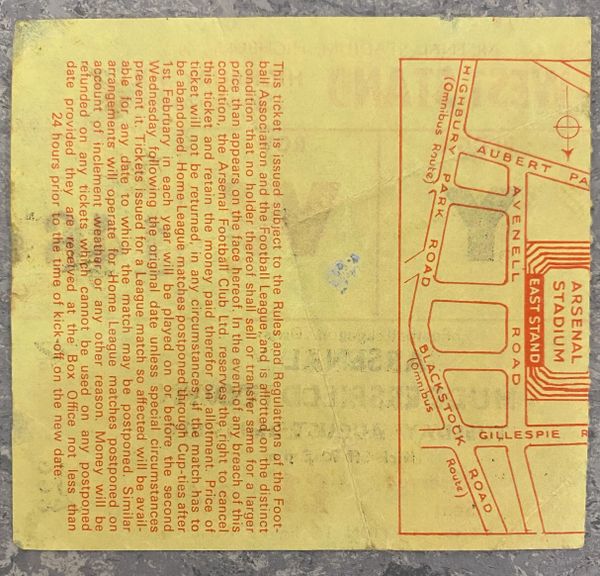 HIGHBURY PARK ROAD
(Omnibus Route)
AUBERT PA
AVENELL ROAD
ARSENAL
STADIUM
EAST STAND
GILLESPIE R
BLACKSTOCK ROAD
(Omnibus Route)
This ticket is issued subject to the Rules and Regulations of the Foot-
ball Association and the Football League, and is allotted on the distinct
condition that no holder thereof shall sell or transfer same for a larger
price than appears on the face hereof. In the event of any breach of this
condition, the Arsenal Football Club Ltd. reserves the right to cancel
this ticket and retain the money paid therefor on allotment. Price of
ticket will not be returned, in any circumstances, if the match has to
be abandoned. Home League matches postponed through Cup-ties after
1st February in each year will be played on or before the second
Wednesday following the original date unless special circumstances
prevent it. Tickets issued for a League match so affected will be avail-
able for any date to which the match may be postponed. Similar
arrangements will operate for Home League matches postponed on
account of inclement weather or any other reason. Money will be
refunded on any tickets which cannot be used on any postponed
date provided they are received at the Box Office not less than
24 hours prior to the time of kick-off on the new date.